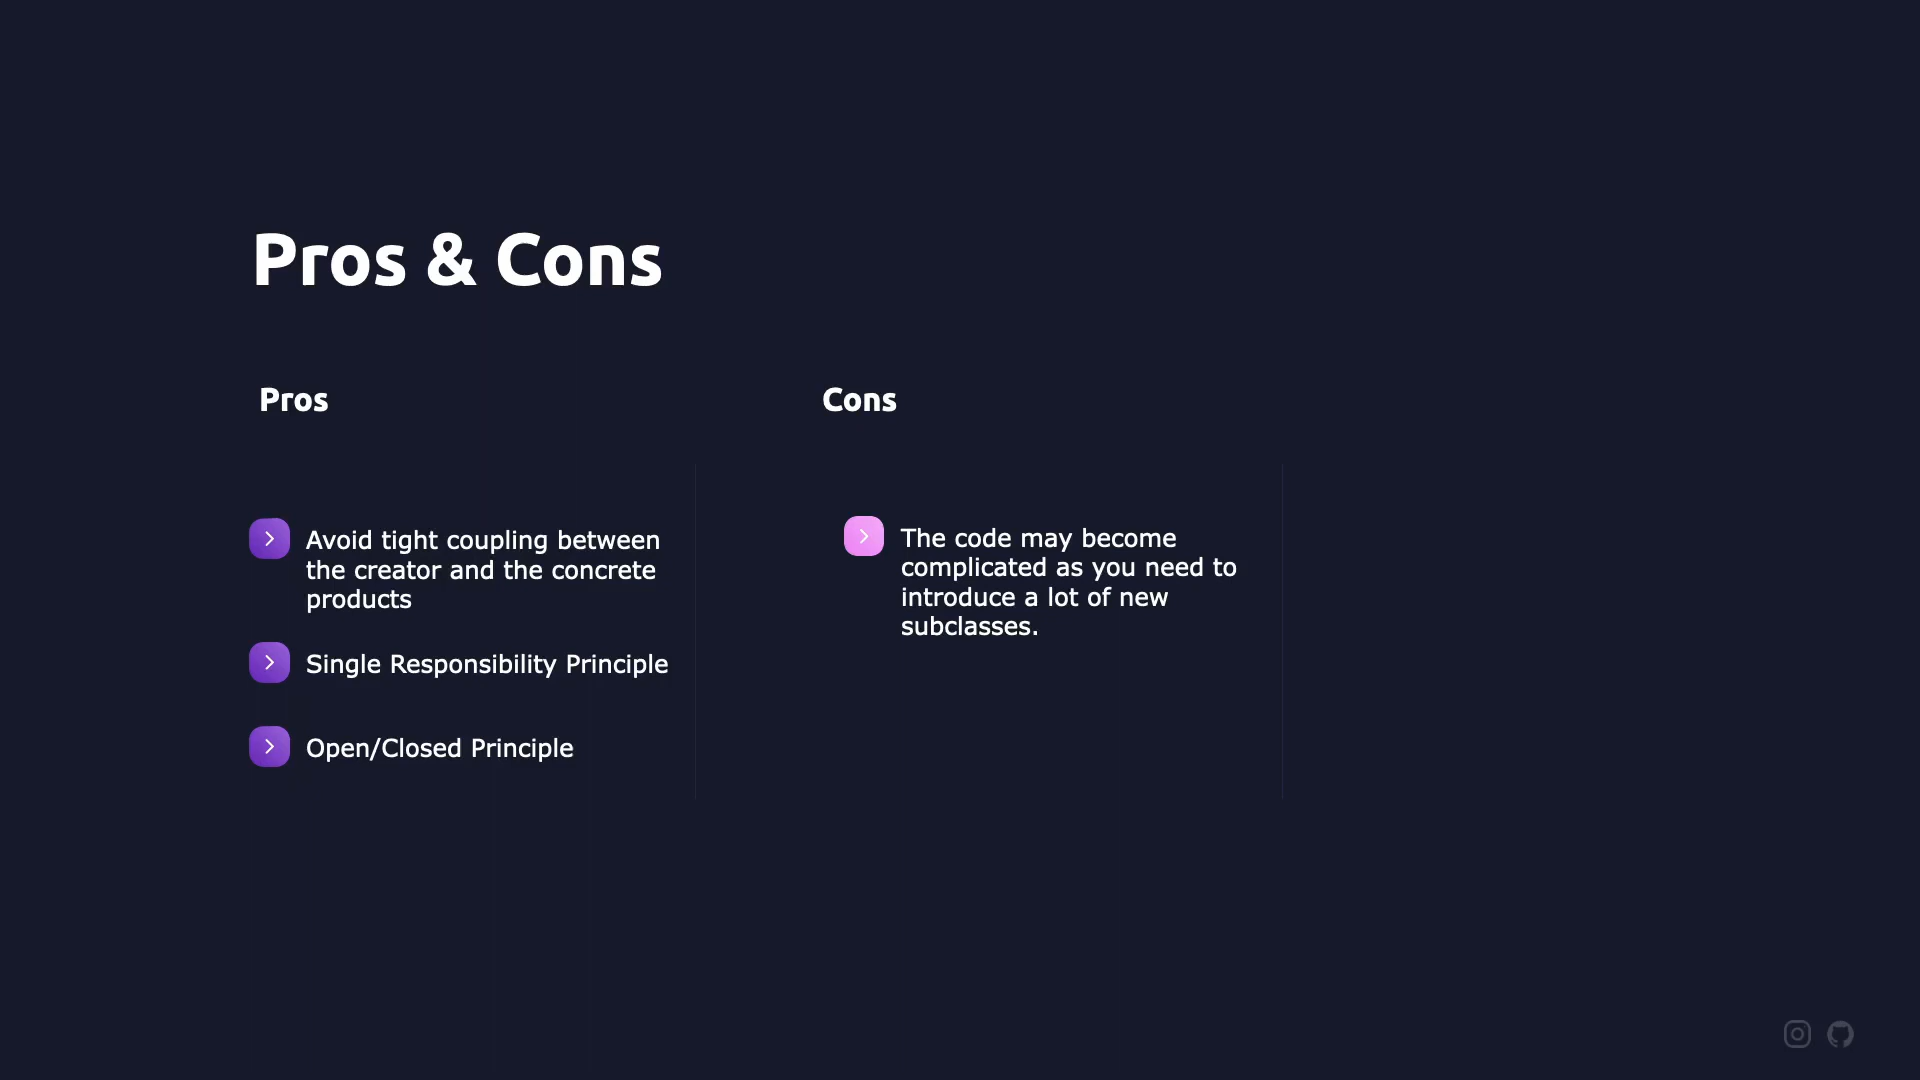 Pros & Cons
Pros
Avoid tight coupling between
the creator and the concrete
products
Single Responsibility Principle
Open/Closed Principle
Cons
The code may become
complicated as you need to
introduce a lot of new
subclasses.